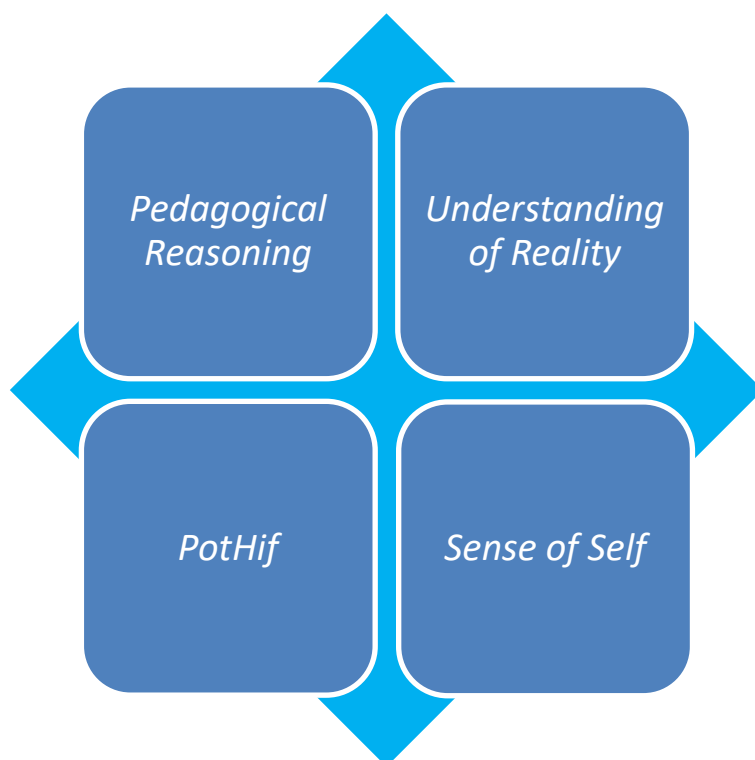 Pedagogical
Reasoning
Understanding
of Reality
PotHif
Sense of Self